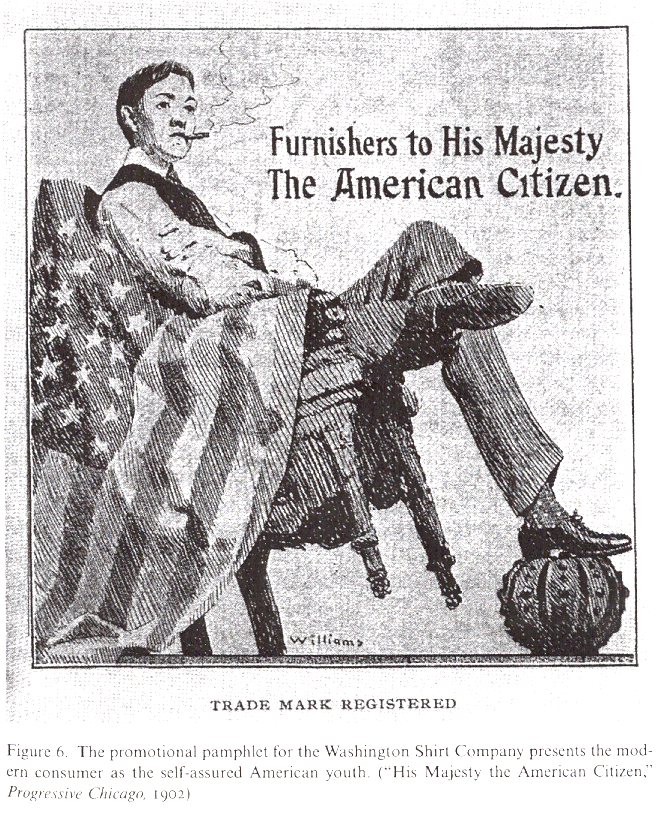 Furnishers to His Majesty
The American Citizen.
Williams
TRADE MARK REGISTERED
Figure 6. The promotional pamphlet for the Washington Shirt Company presents the mod-
ern consumer as the self-assured American youth. ("His Majesty the American Citizen,"
Progressive Chicago, 1902)